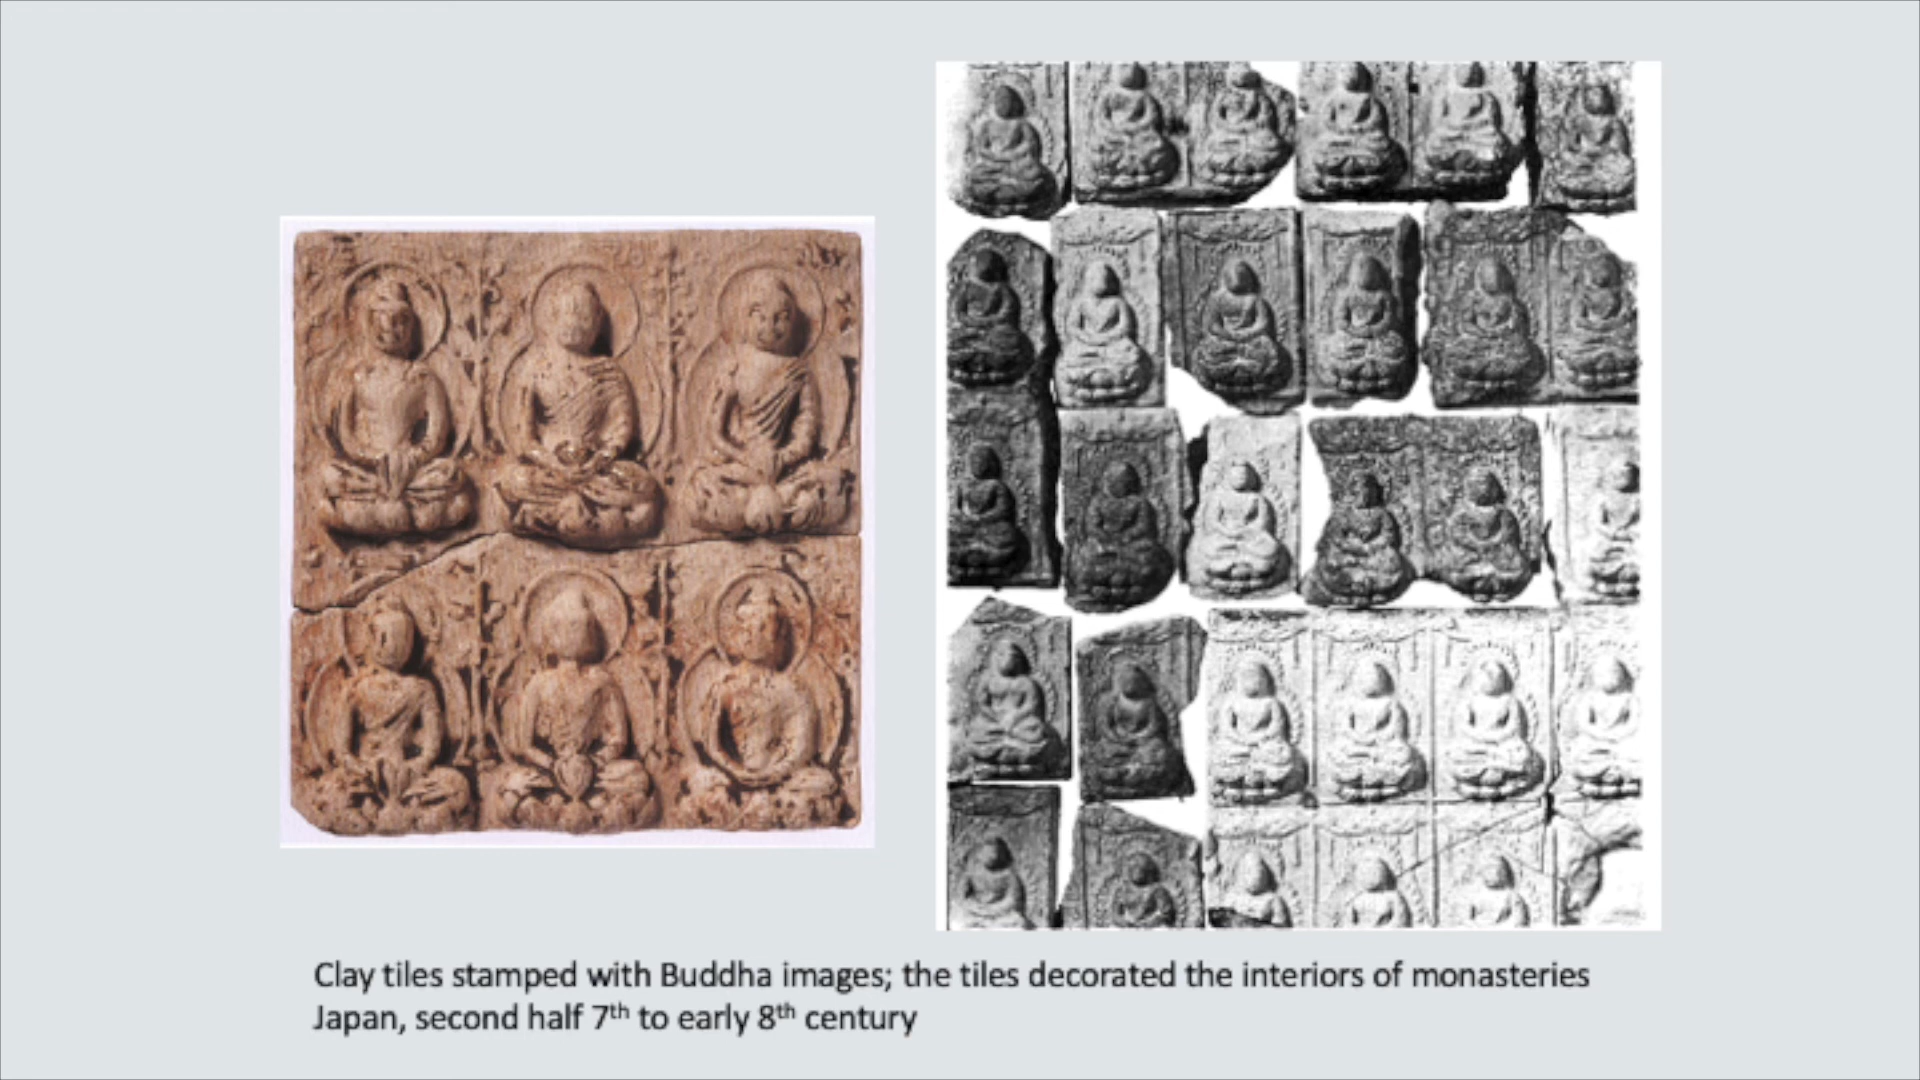 Clay tiles stamped with Buddha images; the tiles decorated the interiors of monasteries
Japan, second half 7th to early 8th century